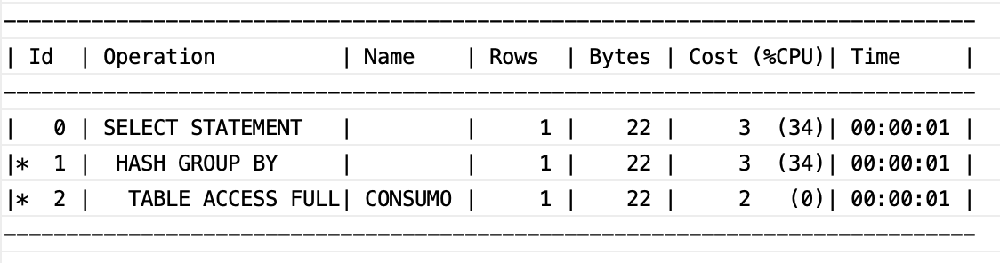 ------------------------------------------------------------------------------
| Id  | Operation          | Name    | Rows  | Bytes | Cost (%CPU)| Time     |
------------------------------------------------------------------------------
|   0 | SELECT STATEMENT   |         |     1 |    22 |     3  (34)| 00:00:01 |
|*  1 |  HASH GROUP BY     |         |     1 |    22 |     3  (34)| 00:00:01 |
|*  2 |   TABLE ACCESS FULL| CONSUMO |     1 |    22 |     2   (0)| 00:00:01 |
------------------------------------------------------------------------------